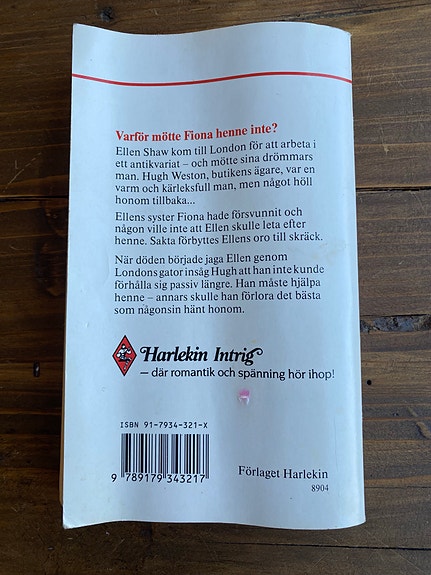 Varför mötte Fiona henne inte?
Ellen Shaw kom till London för att arbeta i
ett antikvariat – och mötte sina drömmars
man. Hugh Weston, butikens ägare, var en
varm och kärleksfull man, men något höll
honom tillbaka...
Ellens syster Fiona hade försvunnit och
någon ville inte att Ellen skulle leta efter
henne. Sakta förbyttes Ellens oro till skräck.
När döden började jaga Ellen genom
Londons gator insåg Hugh att han inte kunde
förhålla sig passiv längre. Han måste hjälpa
henne – annars skulle han förlora det bästa
som någonsin hänt honom.
Harlekin Intrig
— där romantik och spänning hör ihop!
ISBN 91-7934-321-X
9 789179 343217
Förlaget Harlekin
8904